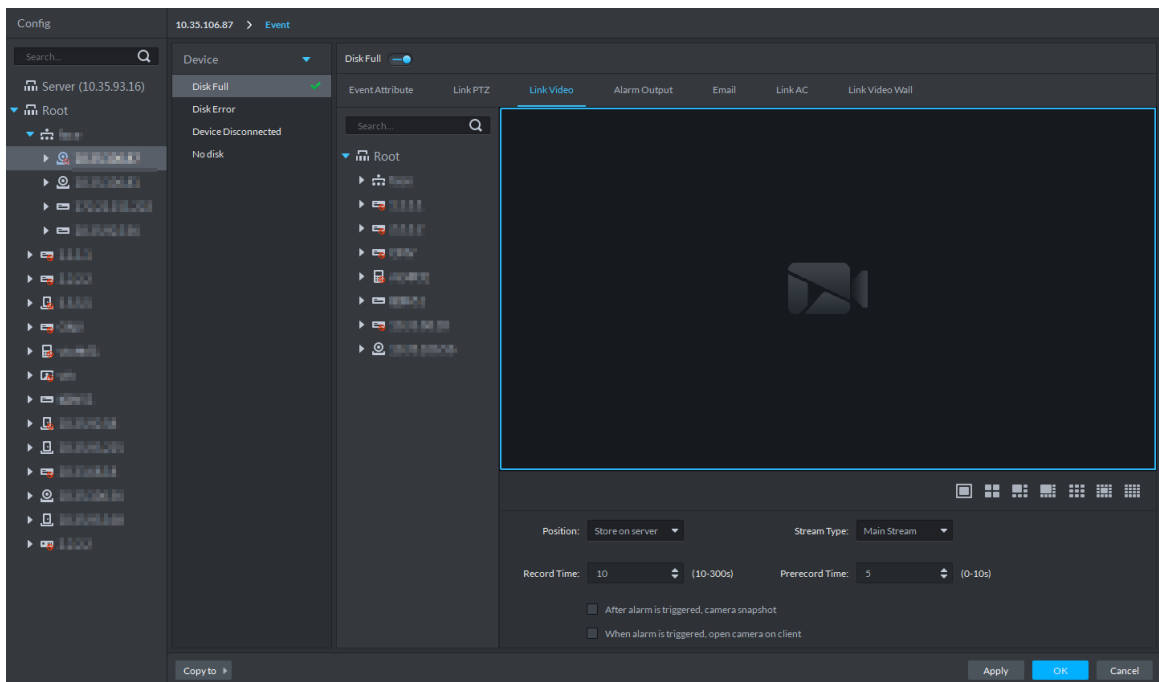 Config
10.35.106.87 > Event
Search...
Server (10.35.93.16)
Root
Device
Disk Full
Disk Error
Device Disconnected
No disk
Disk Full
Event Attribute Link PTZ Link Video Alarm Output Email Link AC Link Video Wall
Search...
Root
Position: Store on server Stream Type: Main Stream
Record Time: 10 (10-300s) Prerecord Time: 5 (0-10s)
After alarm is triggered, camera snapshot
When alarm is triggered, open camera on client
Copy to
Apply OK Cancel